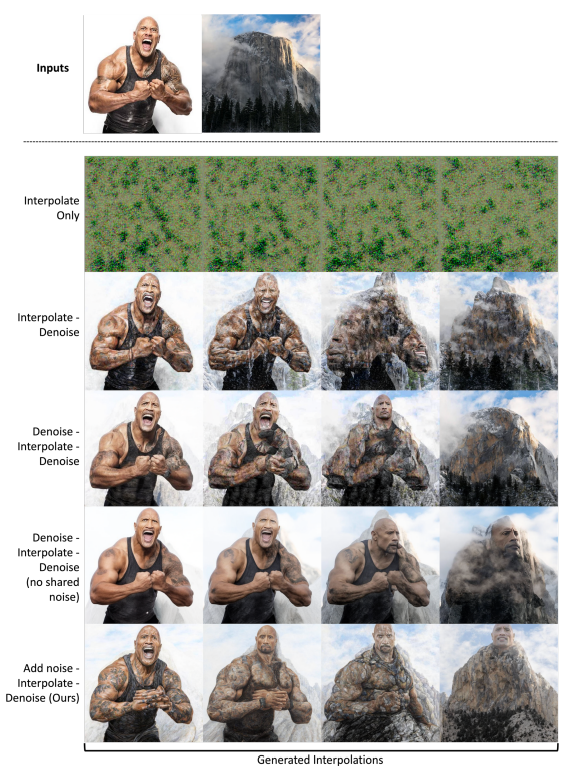 Inputs
Interpolate
Only
Interpolate -
Denoise
Denoise -
Interpolate -
Denoise
Denoise -
Interpolate -
Denoise
(no shared
noise)
Add noise -
Interpolate -
Denoise (Ours)
Generated Interpolations